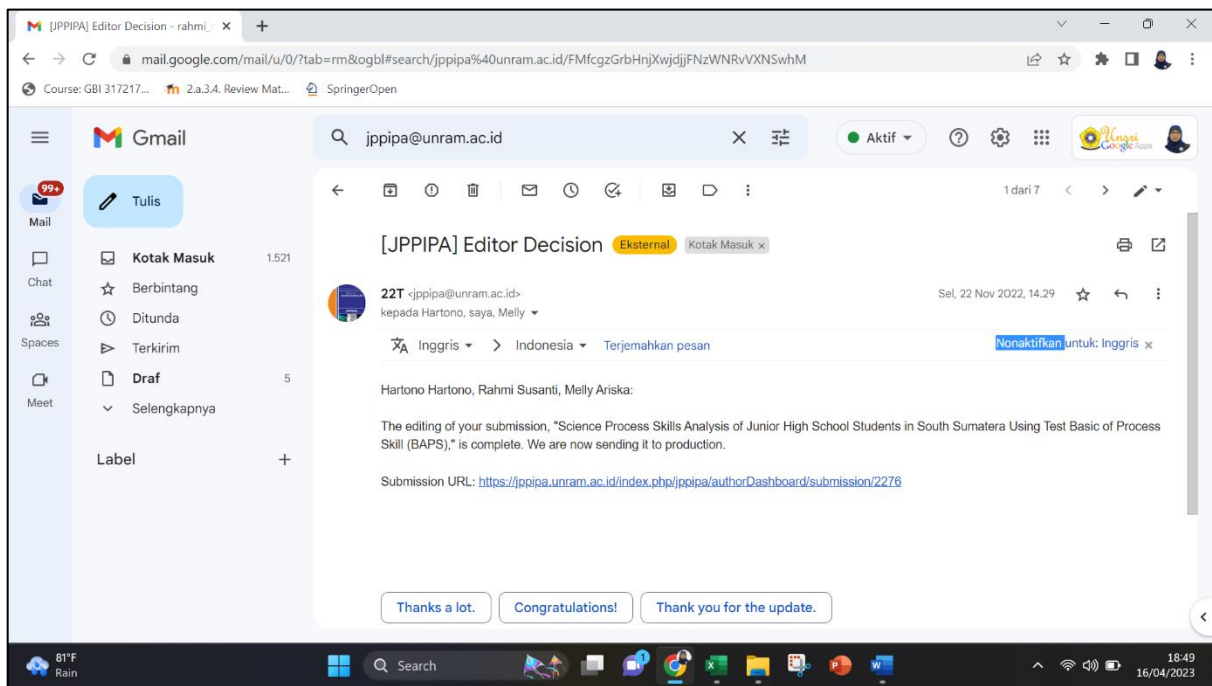 [JPPIPA] Editor Decision - rahmi_
mail.google.com/mail/u/0/?tab=rm&ogbl#search/jppipa%40unram.ac.id/FMfcgzGrbHnjXwjdjjFNzWNRvVXNSwhM
Course: GBI 317217... 2.a.3.4. Review Mat... SpringerOpen
Gmail jppipa@unram.ac.id Aktif Unsri Google Apps
99+
Mail
Chat
Spaces
Meet
Tulis
Kotak Masuk 1.521
Berbintang
Ditunda
Terkirim
Draf 5
Selengkapnya
Label
1 dari 7
[JPPIPA] Editor Decision Eksternal Kotak Masuk x
22T <jppipa@unram.ac.id> Sel, 22 Nov 2022, 14.29
kepada Hartono, saya, Melly
Inggris > Indonesia Terjemahkan pesan Nonaktifkan untuk: Inggris x
Hartono Hartono, Rahmi Susanti, Melly Ariska:
The editing of your submission, "Science Process Skills Analysis of Junior High School Students in South Sumatera Using Test Basic of Process
Skill (BAPS)," is complete. We are now sending it to production.
Submission URL: https://jppipa.unram.ac.id/index.php/jppipa/authorDashboard/submission/2276
Thanks a lot. Congratulations! Thank you for the update.
81°F
Rain
Search
1
18:49
16/04/2023